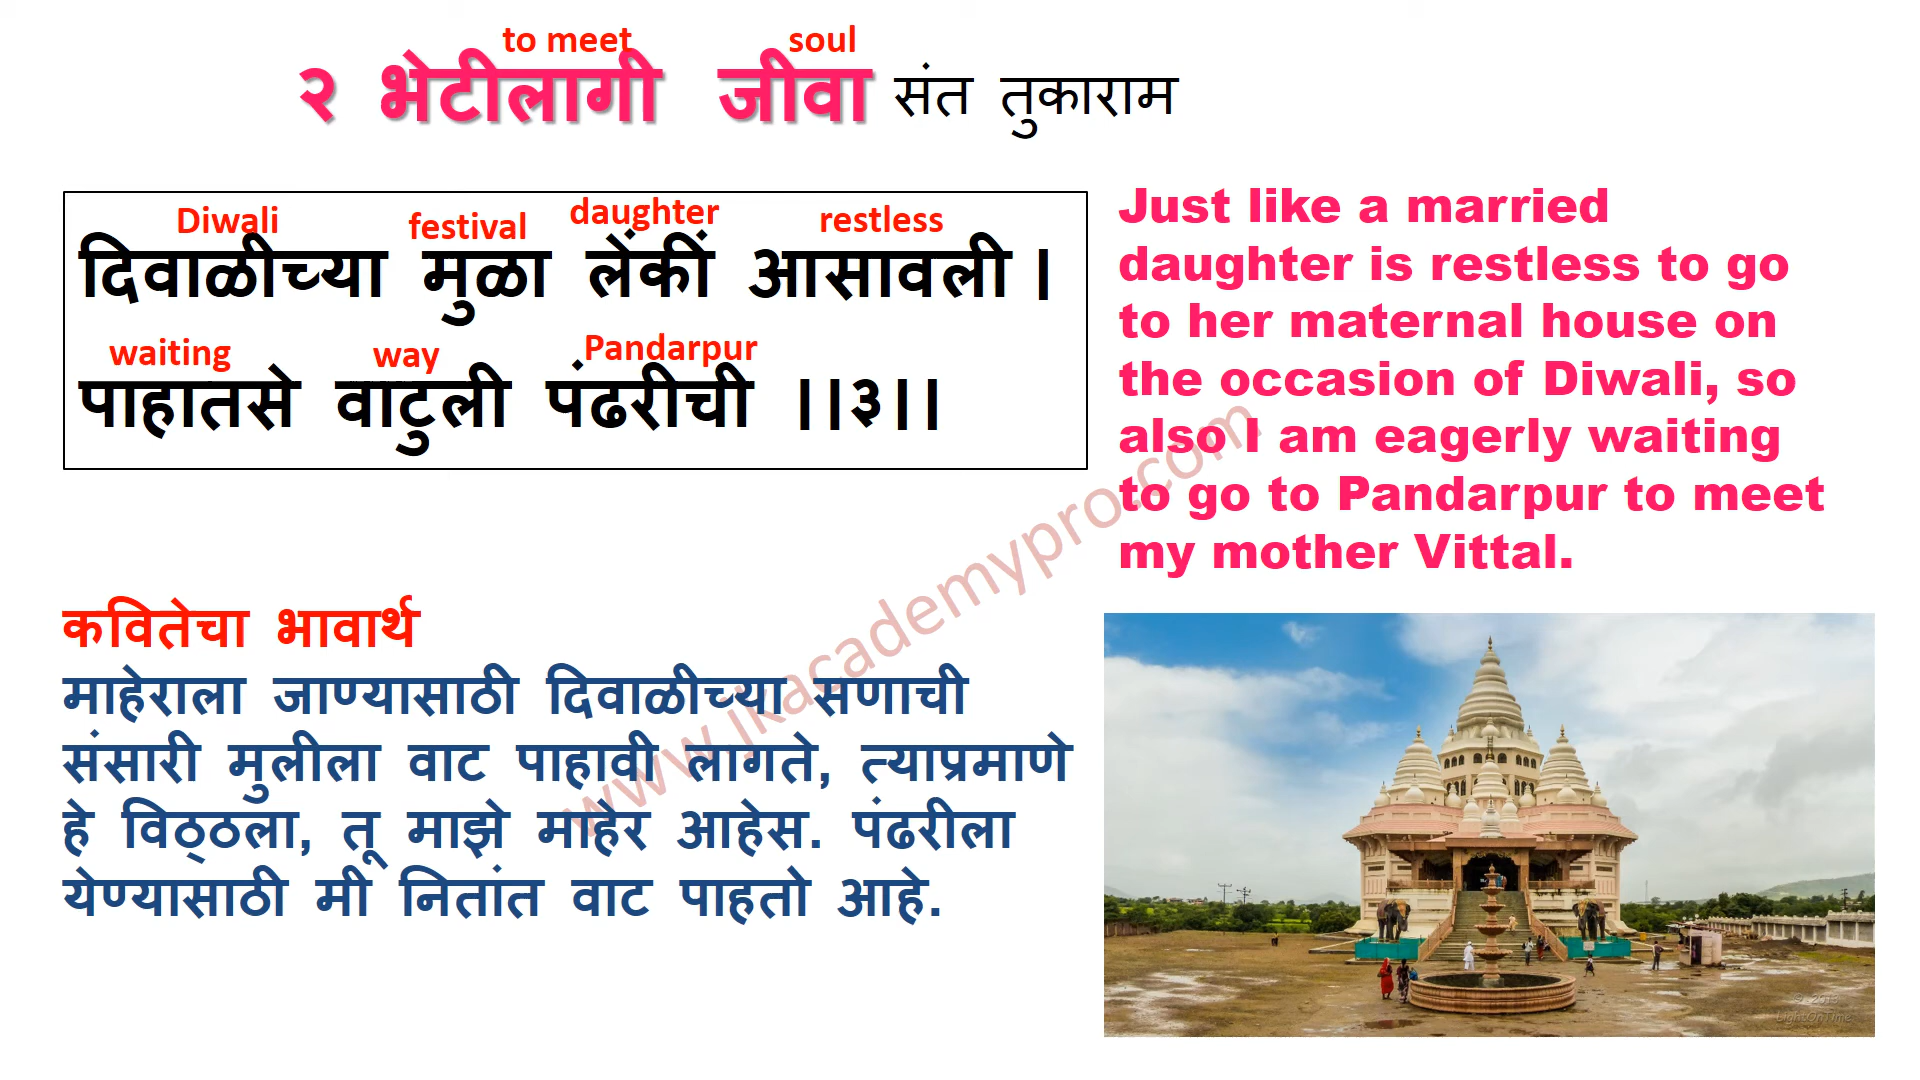 to meet soul
२ भेटीलागी जीवा संत तुकाराम
Diwali festival daughter restless
दिवाळीच्या मुळा लेंकीं आसावली ।
waiting way Pandarpur
पाहातसे वाटुली पंढरीची ।।३।।
Just like a married
daughter is restless to go
to her maternal house on
the occasion of Diwali, so
also I am eagerly waiting
to go to Pandarpur to meet
my mother Vittal.
कवितेचा भावार्थ
माहेराला जाण्यासाठी दिवाळीच्या सणाची
संसारी मुलीला वाट पाहावी लागते, त्याप्रमाणे
हे विठ्ठला, तू माझे माहेर आहेस. पंढरीला
येण्यासाठी मी नितांत वाट पाहतो आहे.
www.jkacademypro.com
© 2013
LightOnTime